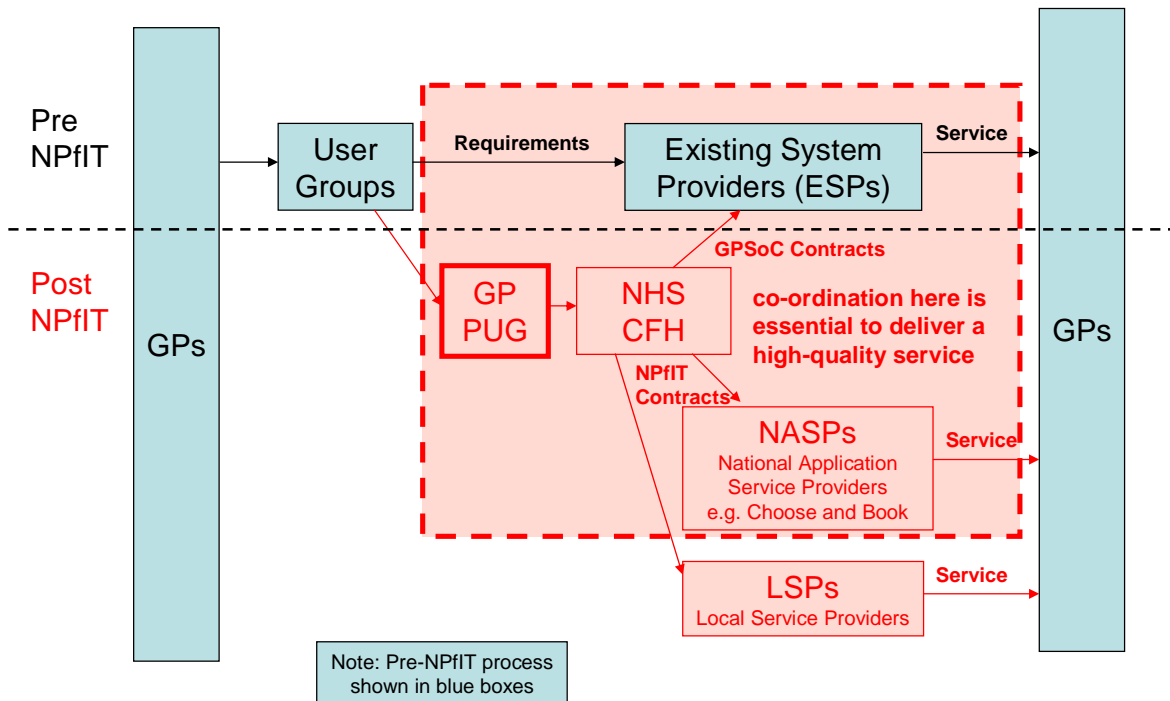 Pre
NPfIT
User
Groups
Requirements
Existing System
Providers (ESPs)
Service
GPs
Post
NPfIT
GP
PUG
NHS
CFH
GPSoC Contracts
co-ordination here is
essential to deliver a
high-quality service
GPs
NPfIT
Contracts
NASPs
National Application
Service Providers
e.g. Choose and Book
Service
LSPs
Local Service Providers
Service
Note: Pre-NPfIT process
shown in blue boxes